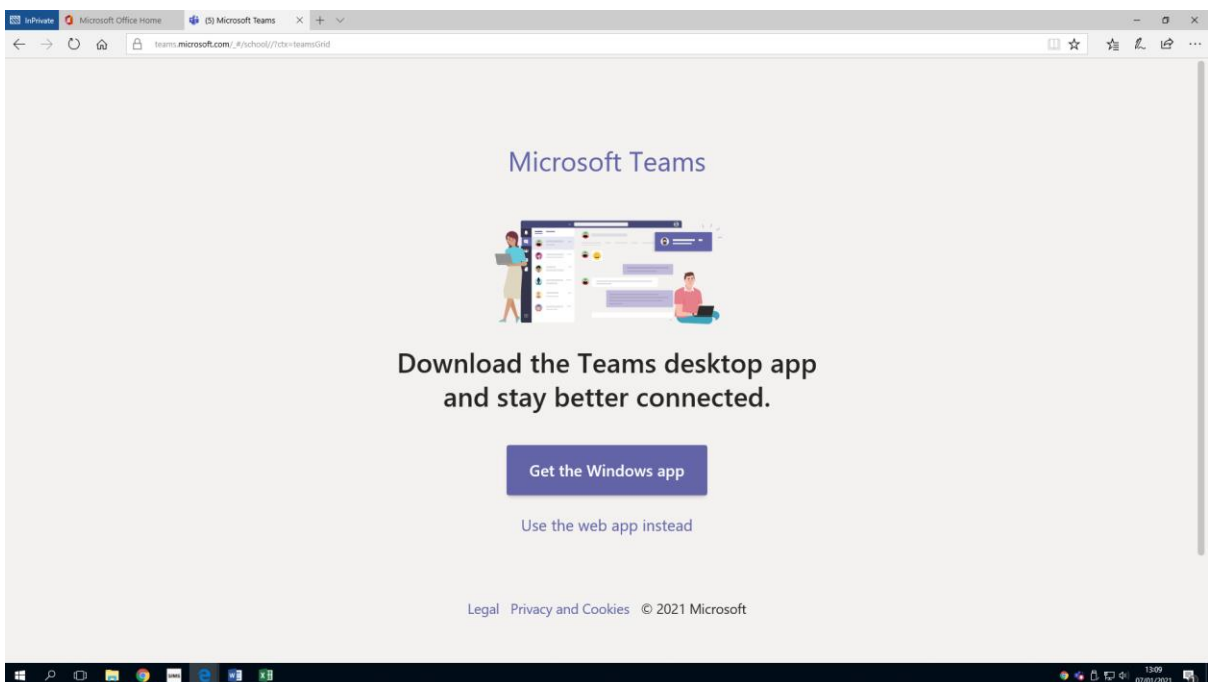 InPrivate Microsoft Office Home (5) Microsoft Teams
teams.microsoft.com/_#/school//?ctx=teamsGrid
Microsoft Teams
Download the Teams desktop app
and stay better connected.
Get the Windows app
Use the web app instead
Legal Privacy and Cookies © 2021 Microsoft
SIMS
13:09
07/01/2021